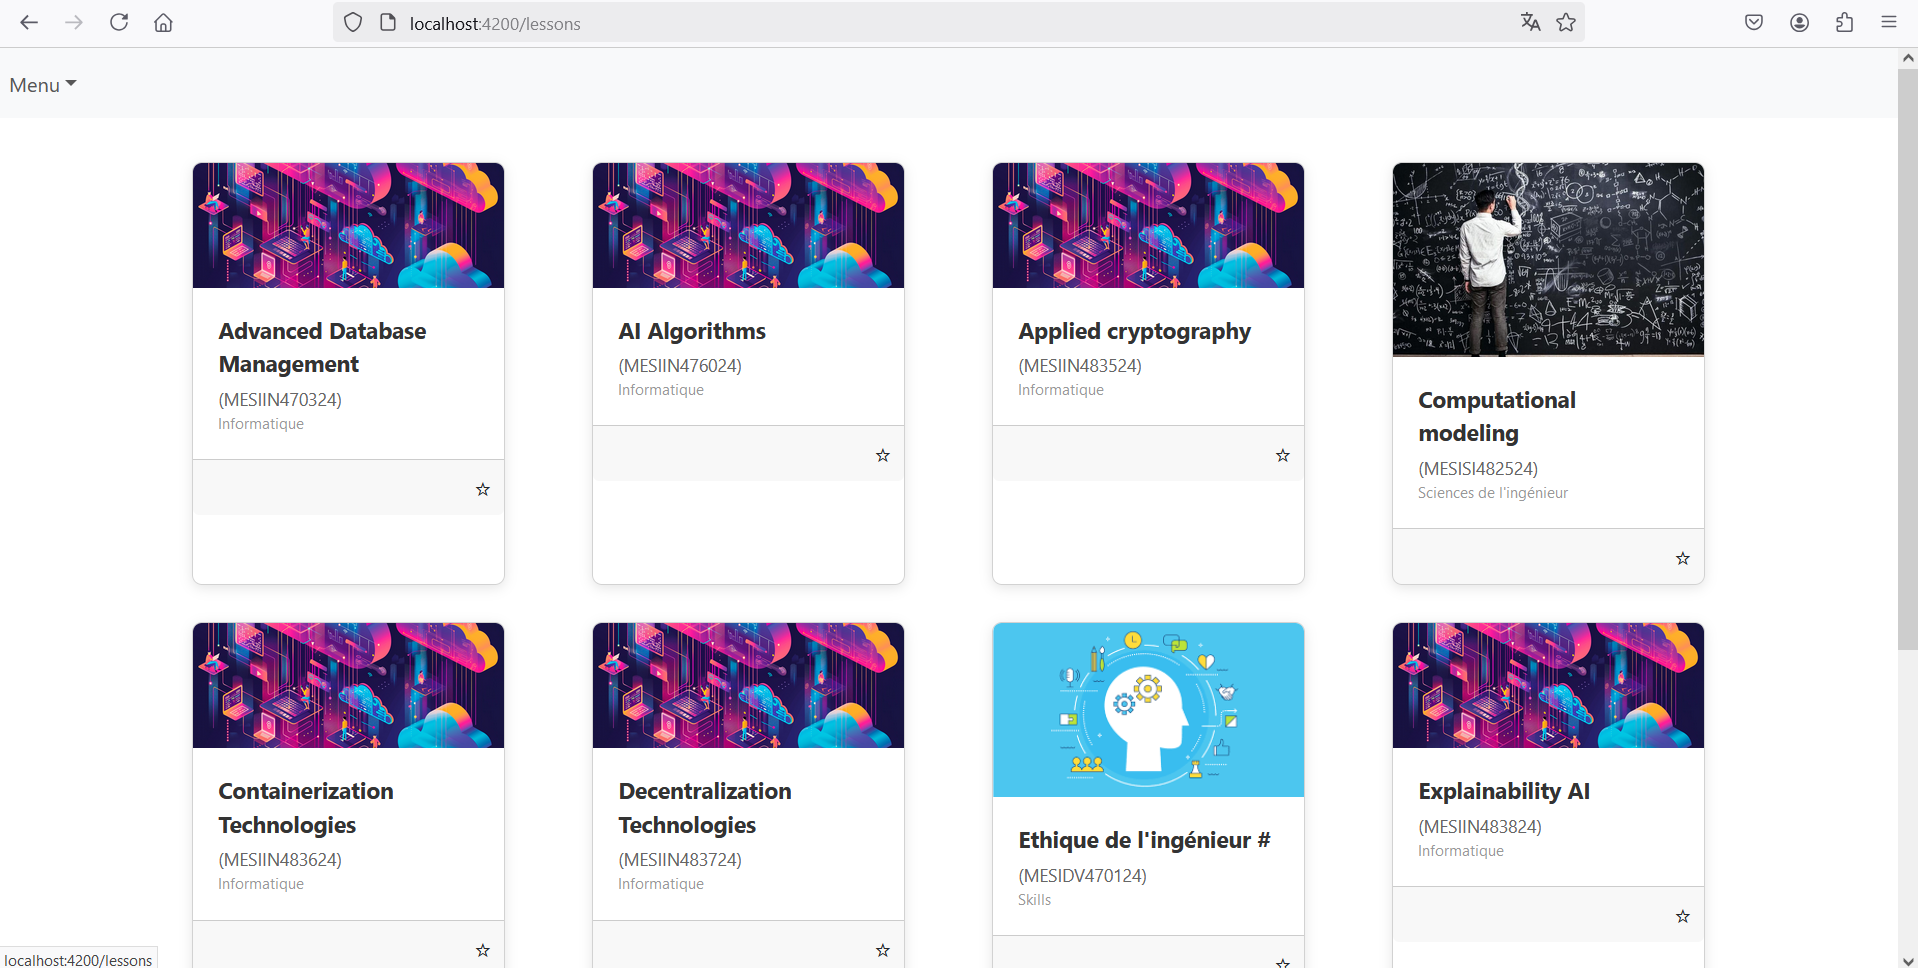 localhost:4200/lessons
Menu
Advanced Database
Management
(MESIIN470324)
Informatique
AI Algorithms
(MESIIN476024)
Informatique
Applied cryptography
(MESIIN483524)
Informatique
Computational
modeling
(MESISI482524)
Sciences de l'ingénieur
Containerization
Technologies
(MESIIN483624)
Informatique
Decentralization
Technologies
(MESIIN483724)
Informatique
Ethique de l'ingénieur #
(MESIDV470124)
Skills
Explainability AI
(MESIIN483824)
Informatique
localhost:4200/lessons